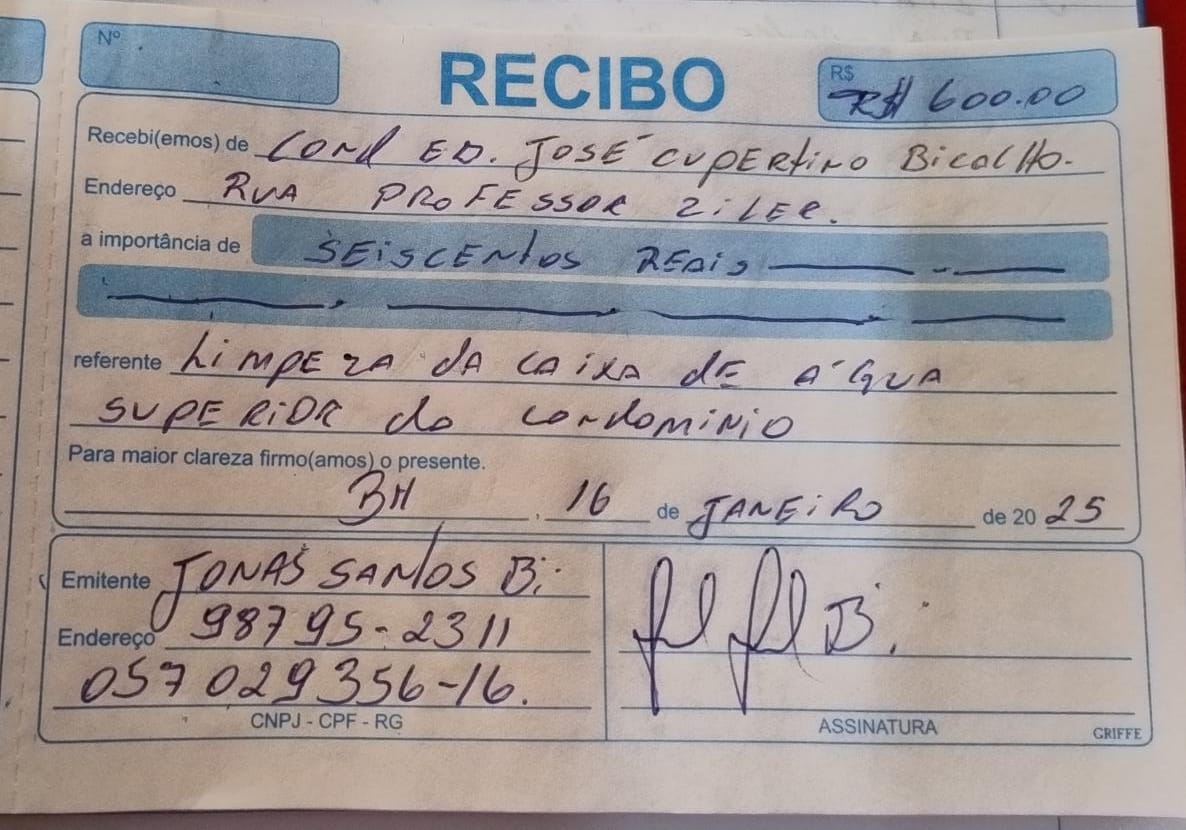 Nº
RECIBO
R$ R$ 600.00
Recebi(emos) de Cond ED. JOSÉ CUPERtINO BicalHo.
Endereço RUA PROFESSOR ZiLER.
a importância de SEiSCENtOS REAiS
referente LiMPEZA dA CAiXA dE ÁGUA
SUPERiOR do condoMiNiO
Para maior clareza firmo(amos) o presente.
BH, 16 de JANEiRO de 20 25
Emitente JONAS SANtOS B.
Endereço 98795-2311
057029356-16.
CNPJ - CPF - RG
ASSINATURA
GRIFFE